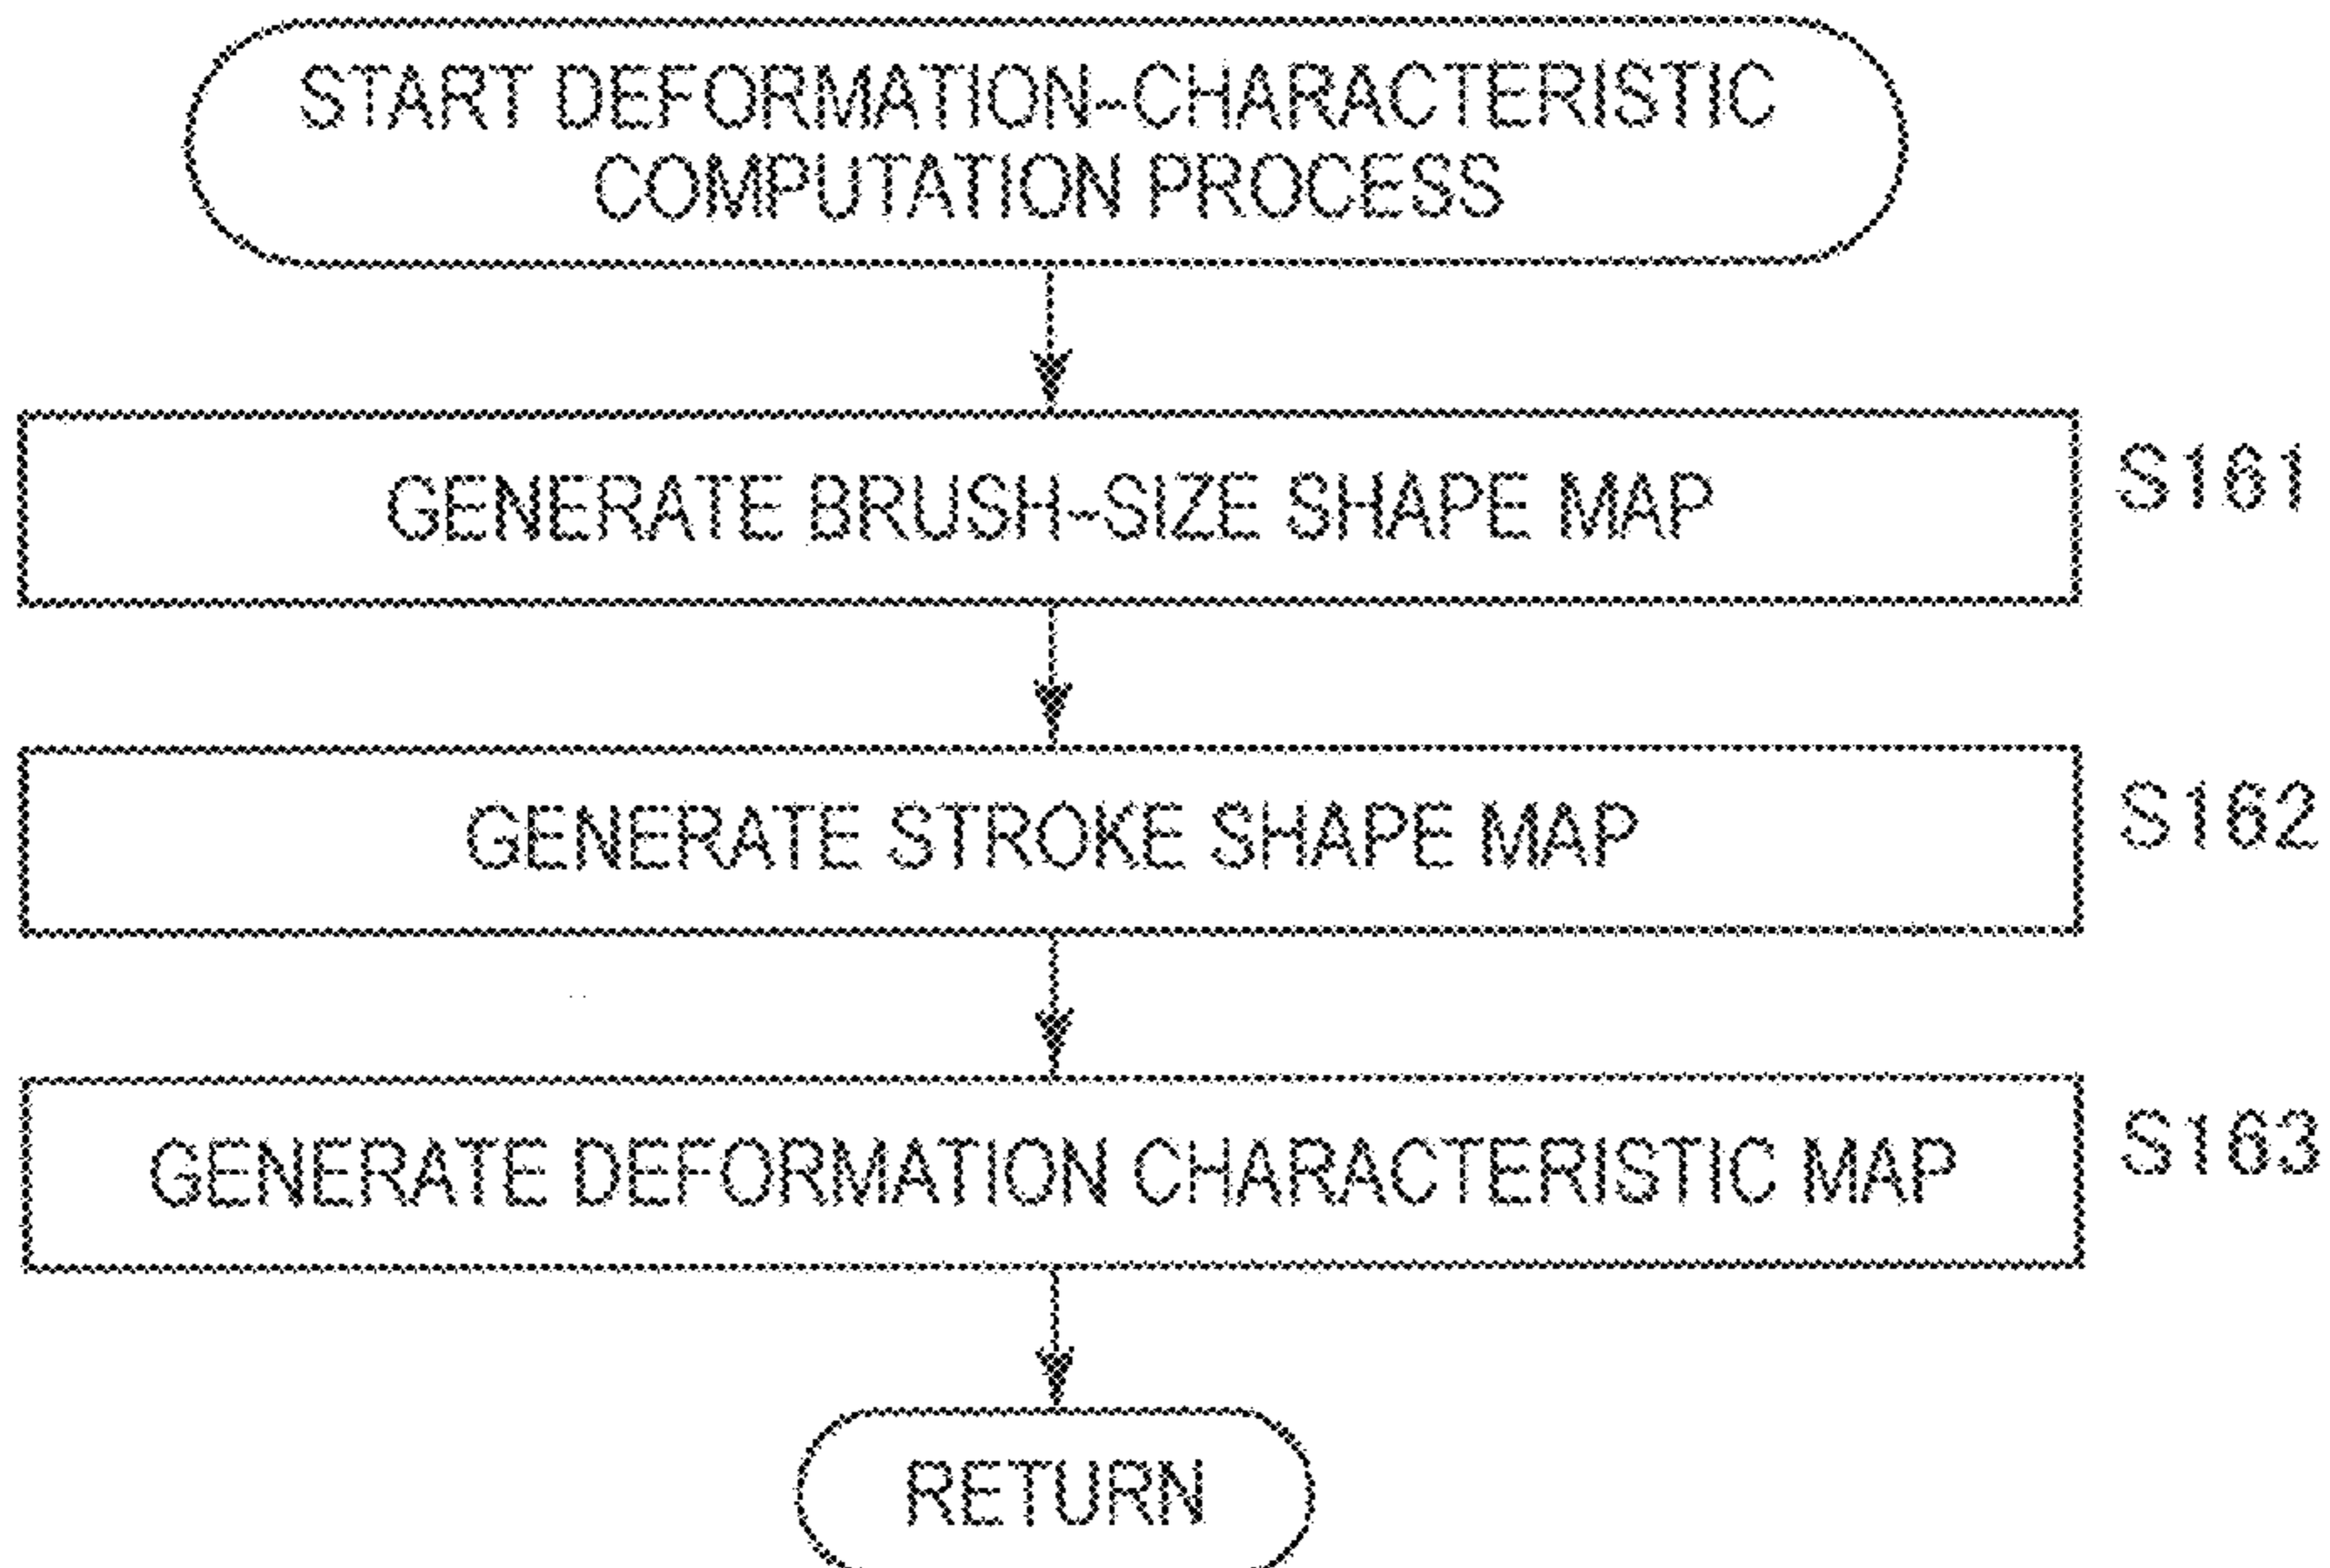 START DEFORMATION-CHARACTERISTIC
COMPUTATION PROCESS
GENERATE BRUSH-SIZE SHAPE MAP
S161
GENERATE STROKE SHAPE MAP
S162
GENERATE DEFORMATION CHARACTERISTIC MAP
S163
RETURN